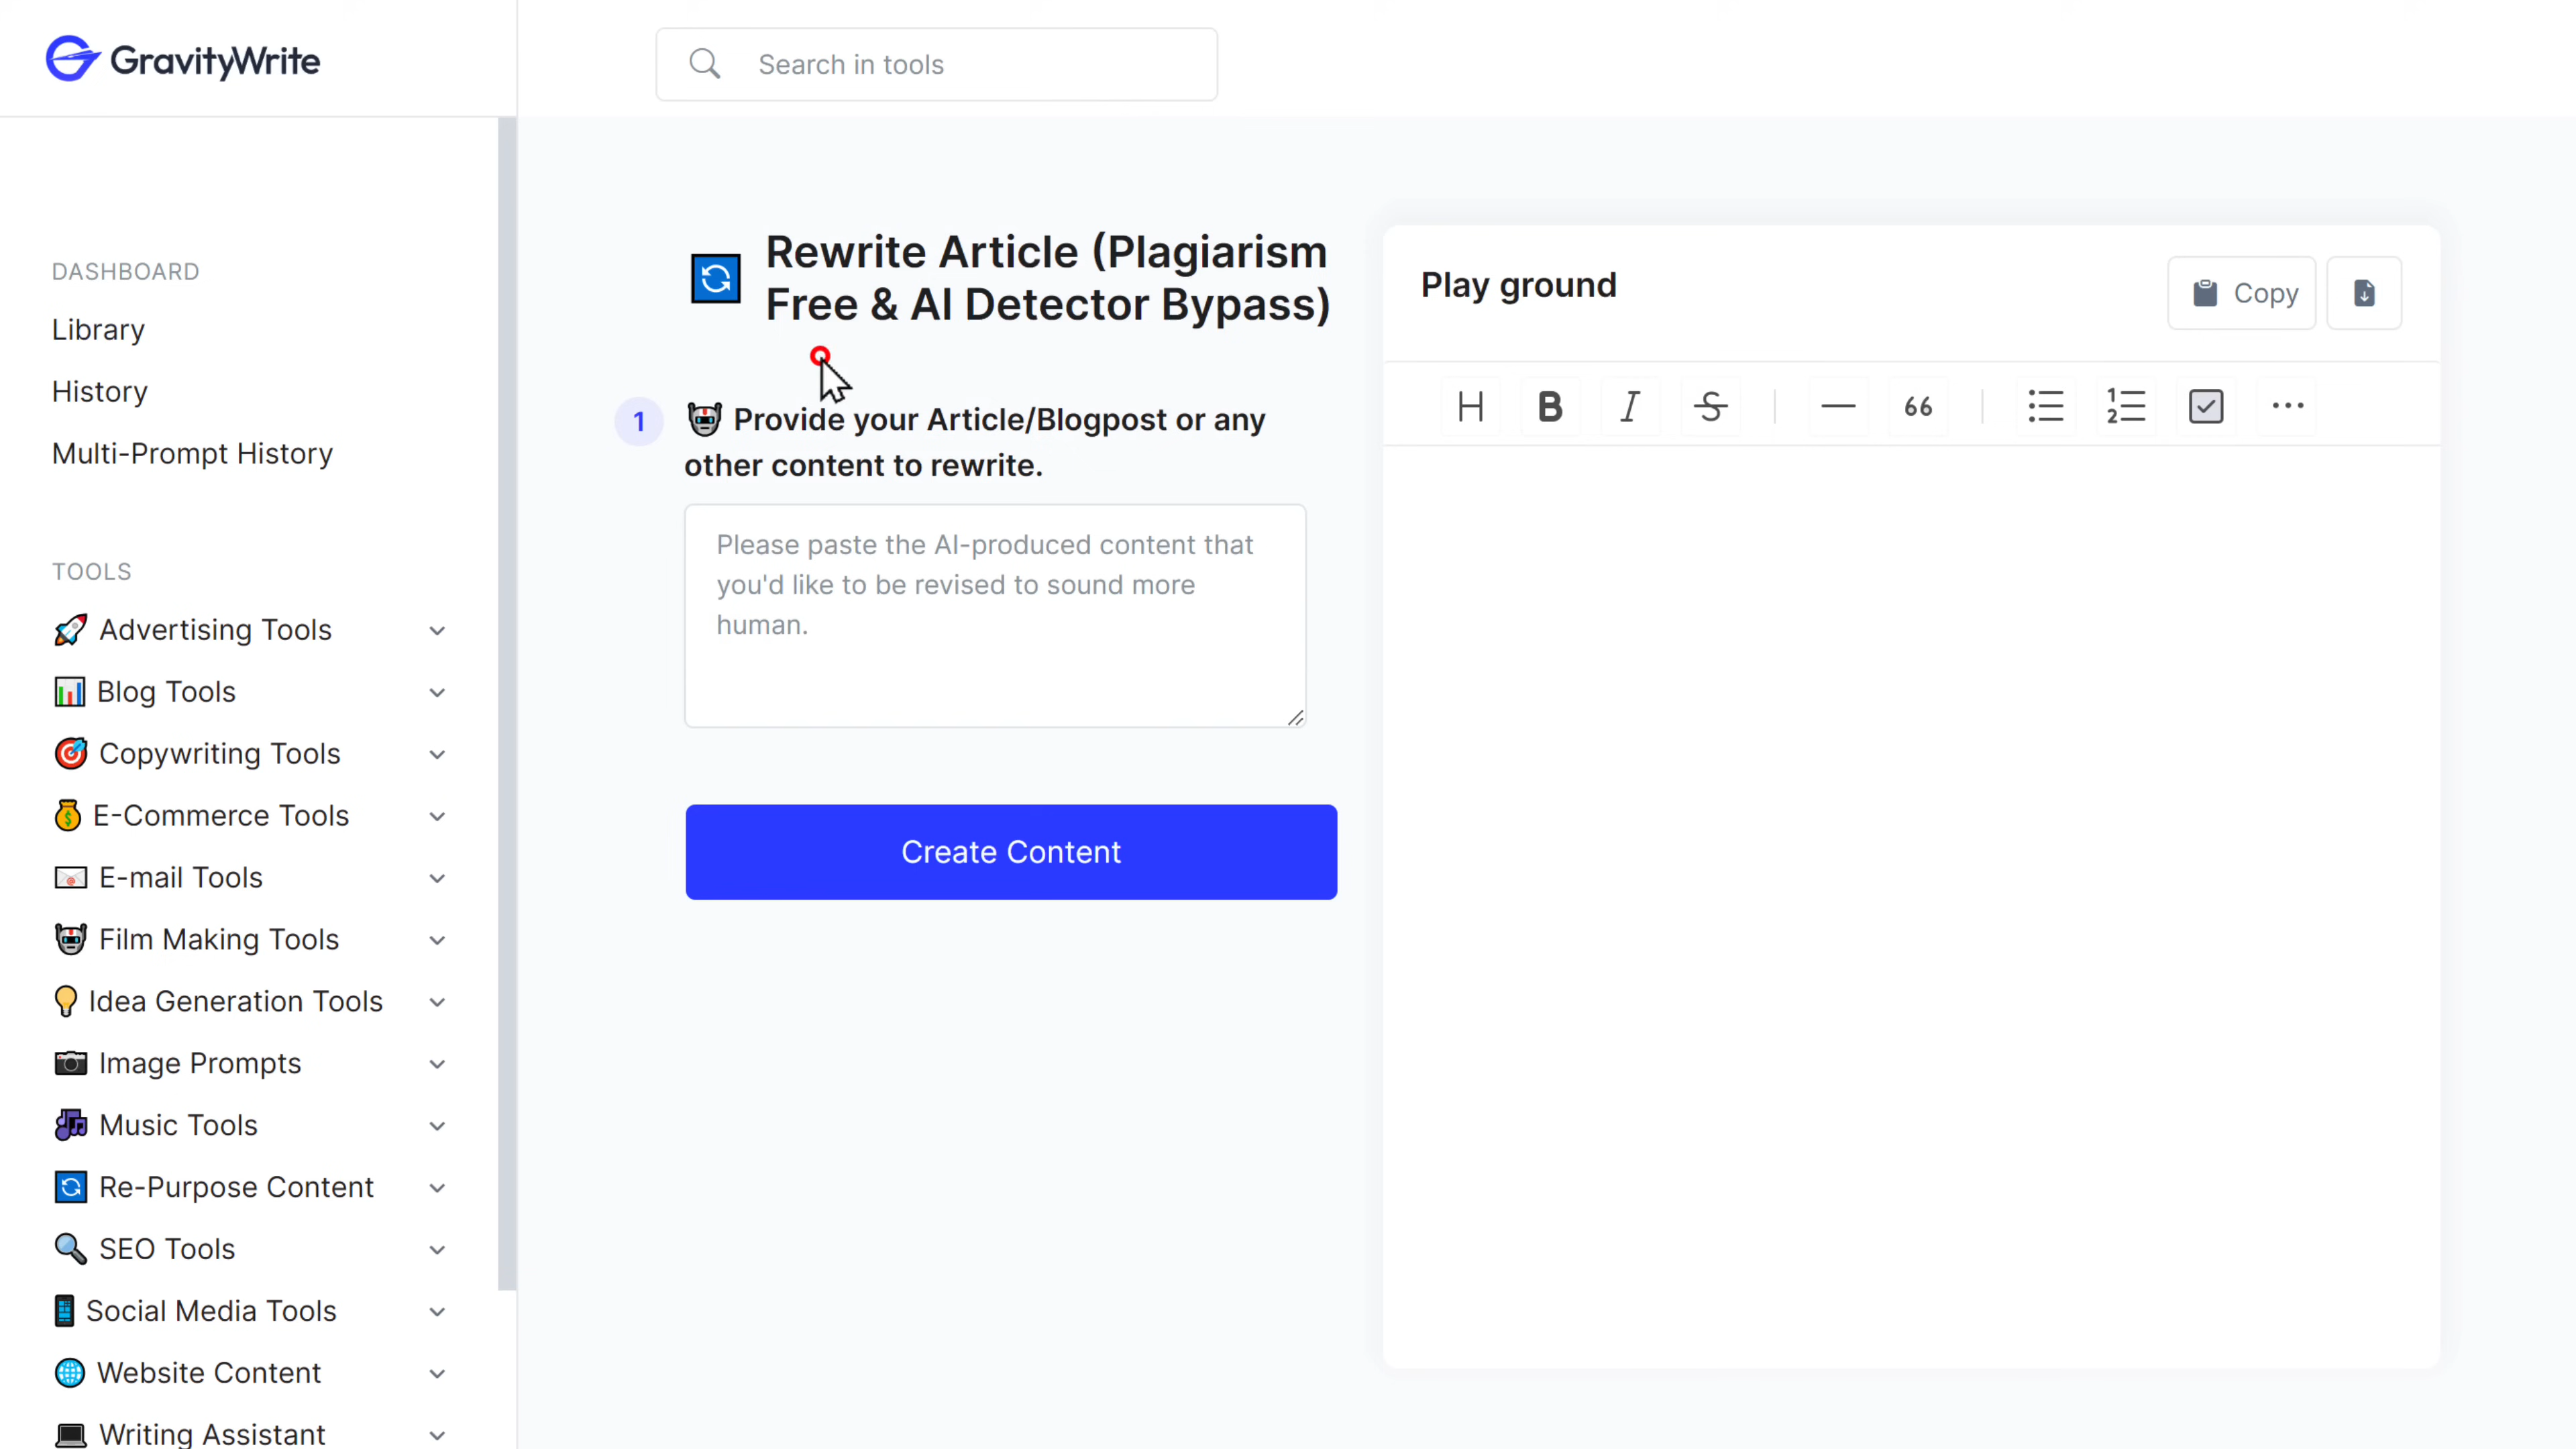 GravityWrite
Search in tools
DASHBOARD
Library
History
Multi-Prompt History
TOOLS
Advertising Tools
Blog Tools
Copywriting Tools
E-Commerce Tools
E-mail Tools
Film Making Tools
Idea Generation Tools
Image Prompts
Music Tools
Re-Purpose Content
SEO Tools
Social Media Tools
Website Content
Writing Assistant
Rewrite Article (Plagiarism
Free & AI Detector Bypass)
1
Provide your Article/Blogpost or any
other content to rewrite.
Please paste the AI-produced content that
you'd like to be revised to sound more
human.
Create Content
Play ground
Copy